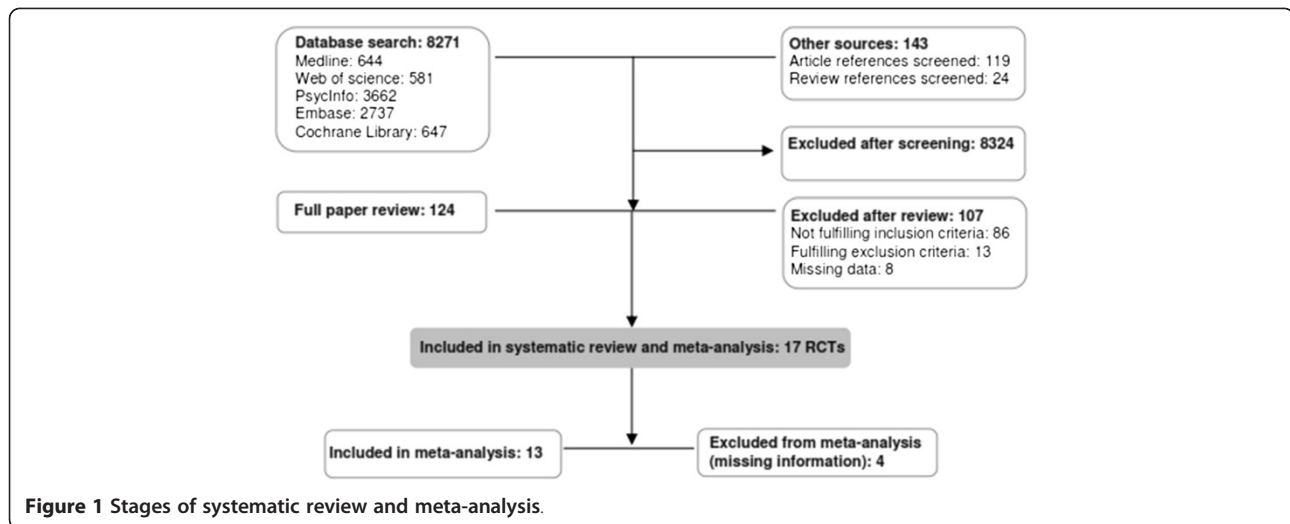 Database search: 8271
Medline: 644
Web of science: 581
PsycInfo: 3662
Embase: 2737
Cochrane Library: 647
Other sources: 143
Article references screened: 119
Review references screened: 24
Excluded after screening: 8324
Full paper review: 124
Excluded after review: 107
Not fulfilling inclusion criteria: 86
Fulfilling exclusion criteria: 13
Missing data: 8
Included in systematic review and meta-analysis: 17 RCTs
Included in meta-analysis: 13
Excluded from meta-analysis
(missing information): 4
Figure 1 Stages of systematic review and meta-analysis.